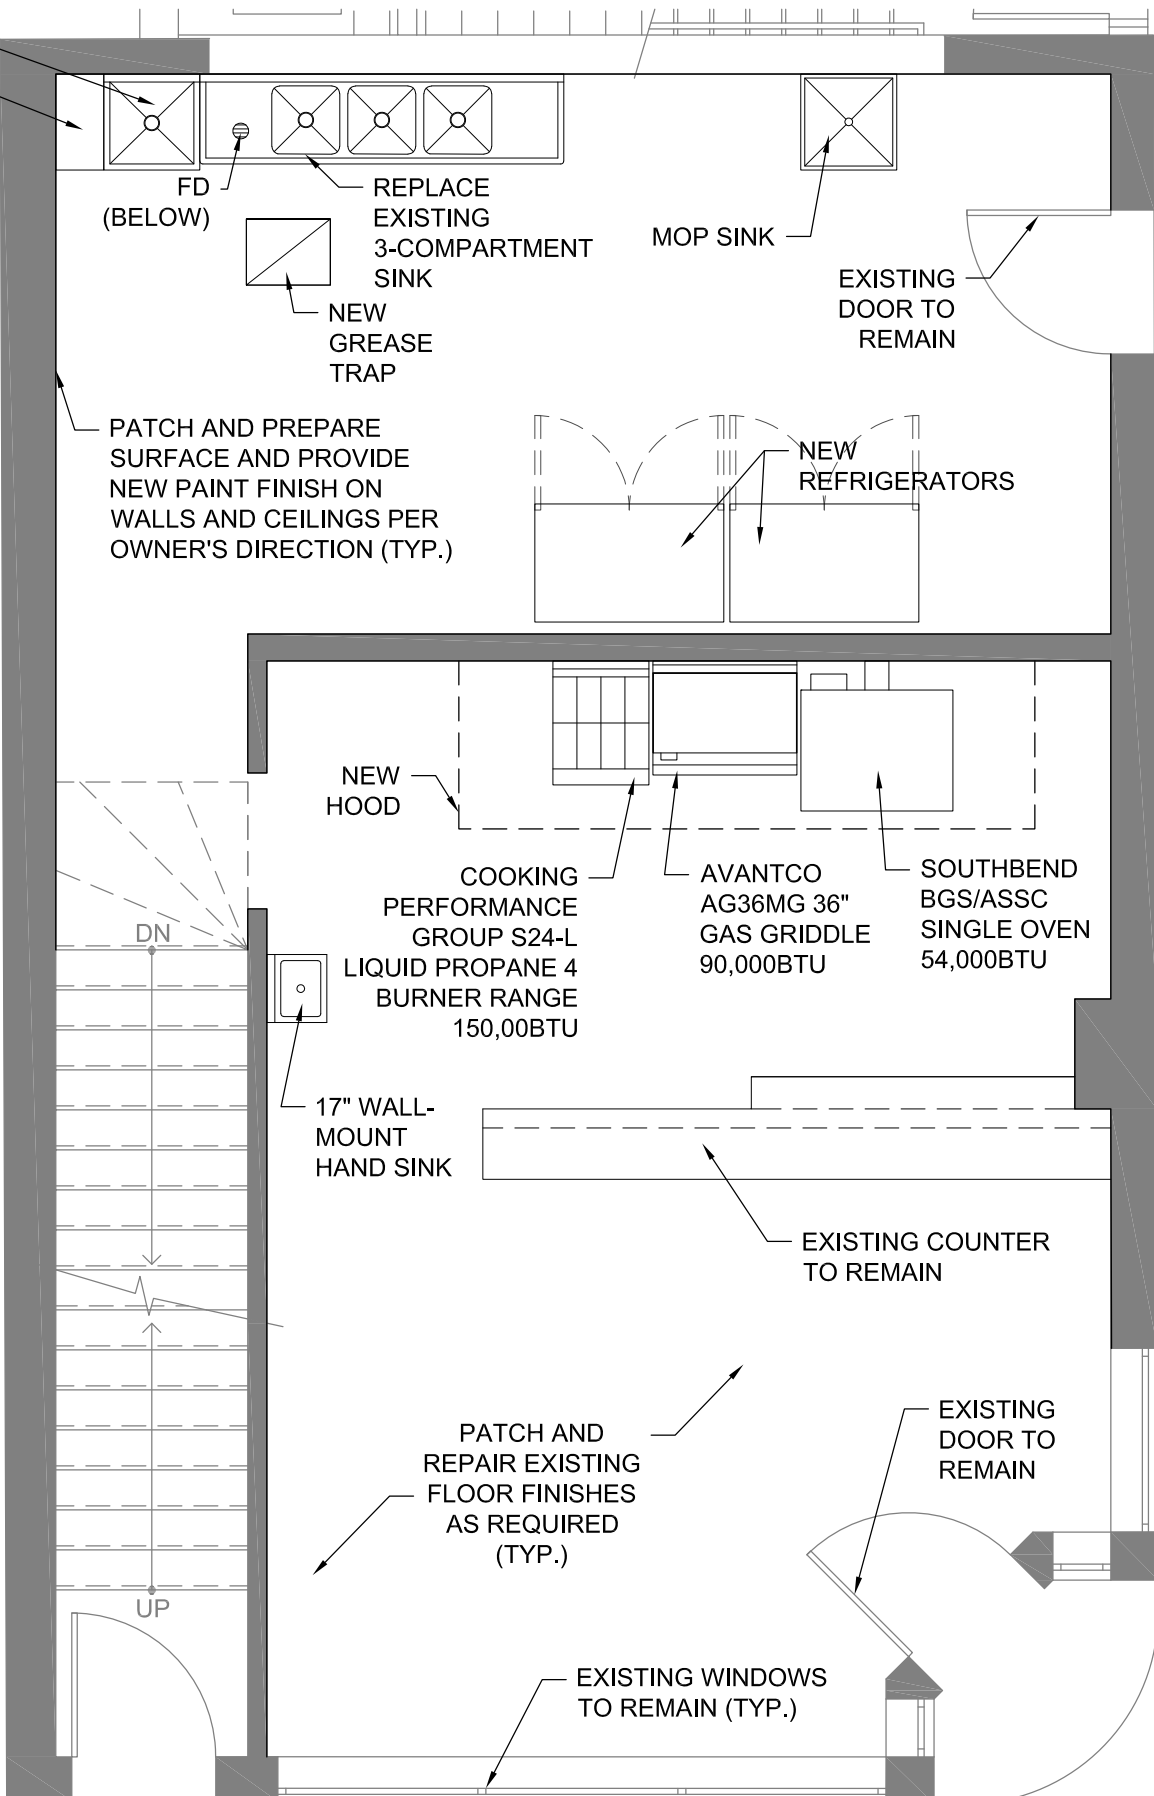 FD
(BELOW)
REPLACE
EXISTING
3-COMPARTMENT
SINK
MOP SINK
EXISTING
DOOR TO
REMAIN
NEW
GREASE
TRAP
PATCH AND PREPARE
SURFACE AND PROVIDE
NEW PAINT FINISH ON
WALLS AND CEILINGS PER
OWNER'S DIRECTION (TYP.)
NEW
REFRIGERATORS
NEW
HOOD
COOKING
PERFORMANCE
GROUP S24-L
LIQUID PROPANE 4
BURNER RANGE
150,00BTU
AVANTCO
AG36MG 36"
GAS GRIDDLE
90,000BTU
SOUTHBEND
BGS/ASSC
SINGLE OVEN
54,000BTU
DN
17" WALL-
MOUNT
HAND SINK
EXISTING COUNTER
TO REMAIN
PATCH AND
REPAIR EXISTING
FLOOR FINISHES
AS REQUIRED
(TYP.)
EXISTING
DOOR TO
REMAIN
UP
EXISTING WINDOWS
TO REMAIN (TYP.)